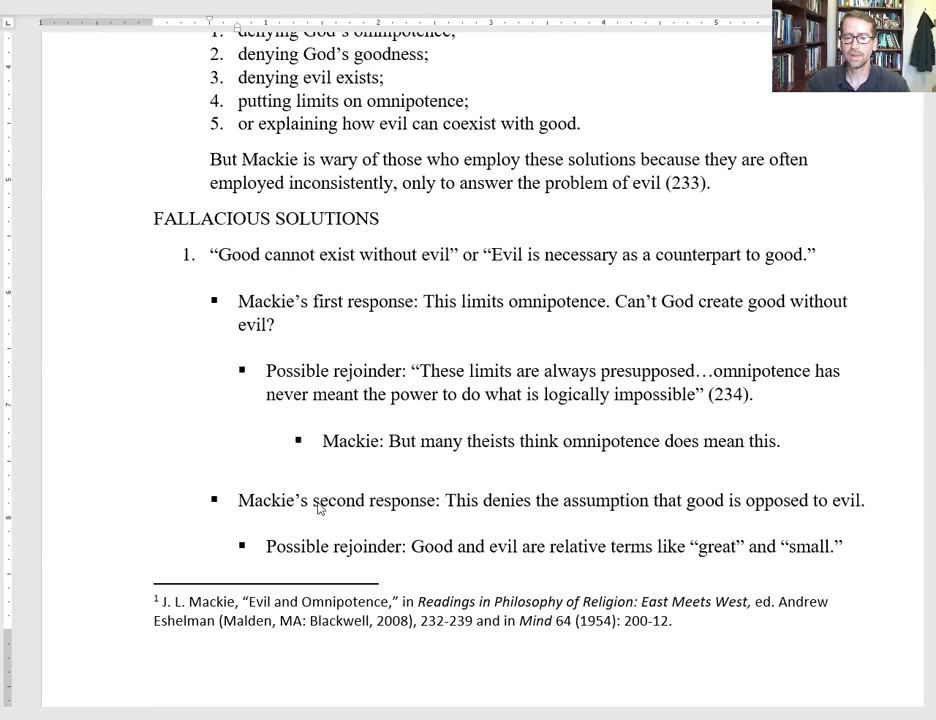 1. denying God's omnipotence;
2. denying God's goodness;
3. denying evil exists;
4. putting limits on omnipotence;
5. or explaining how evil can coexist with good.
But Mackie is wary of those who employ these solutions because they are often
employed inconsistently, only to answer the problem of evil (233).
FALLACIOUS SOLUTIONS
1. “Good cannot exist without evil” or “Evil is necessary as a counterpart to good.”
▪ Mackie’s first response: This limits omnipotence. Can’t God create good without
evil?
▪ Possible rejoinder: “These limits are always presupposed…omnipotence has
never meant the power to do what is logically impossible” (234).
▪ Mackie: But many theists think omnipotence does mean this.
▪ Mackie’s second response: This denies the assumption that good is opposed to evil.
▪ Possible rejoinder: Good and evil are relative terms like “great” and “small.”
1 J. L. Mackie, “Evil and Omnipotence,” in Readings in Philosophy of Religion: East Meets West, ed. Andrew
Eshelman (Malden, MA: Blackwell, 2008), 232-239 and in Mind 64 (1954): 200-12.